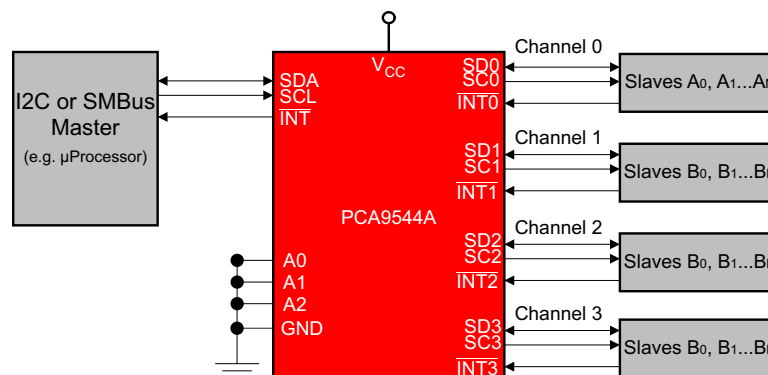 Channel 0
V_CC
I2C or SMBus
Master
(e.g. µProcessor)
SDA
SCL
INT
SD0
SC0
INT0
Slaves A0, A1...A
Channel 1
SD1
SC1
INT1
Slaves B0, B1...B
PCA9544A
Channel 2
SD2
SC2
INT2
Slaves B0, B1...B
A0
A1
A2
GND
Channel 3
SD3
SC3
INT3
Slaves B0, B1...B